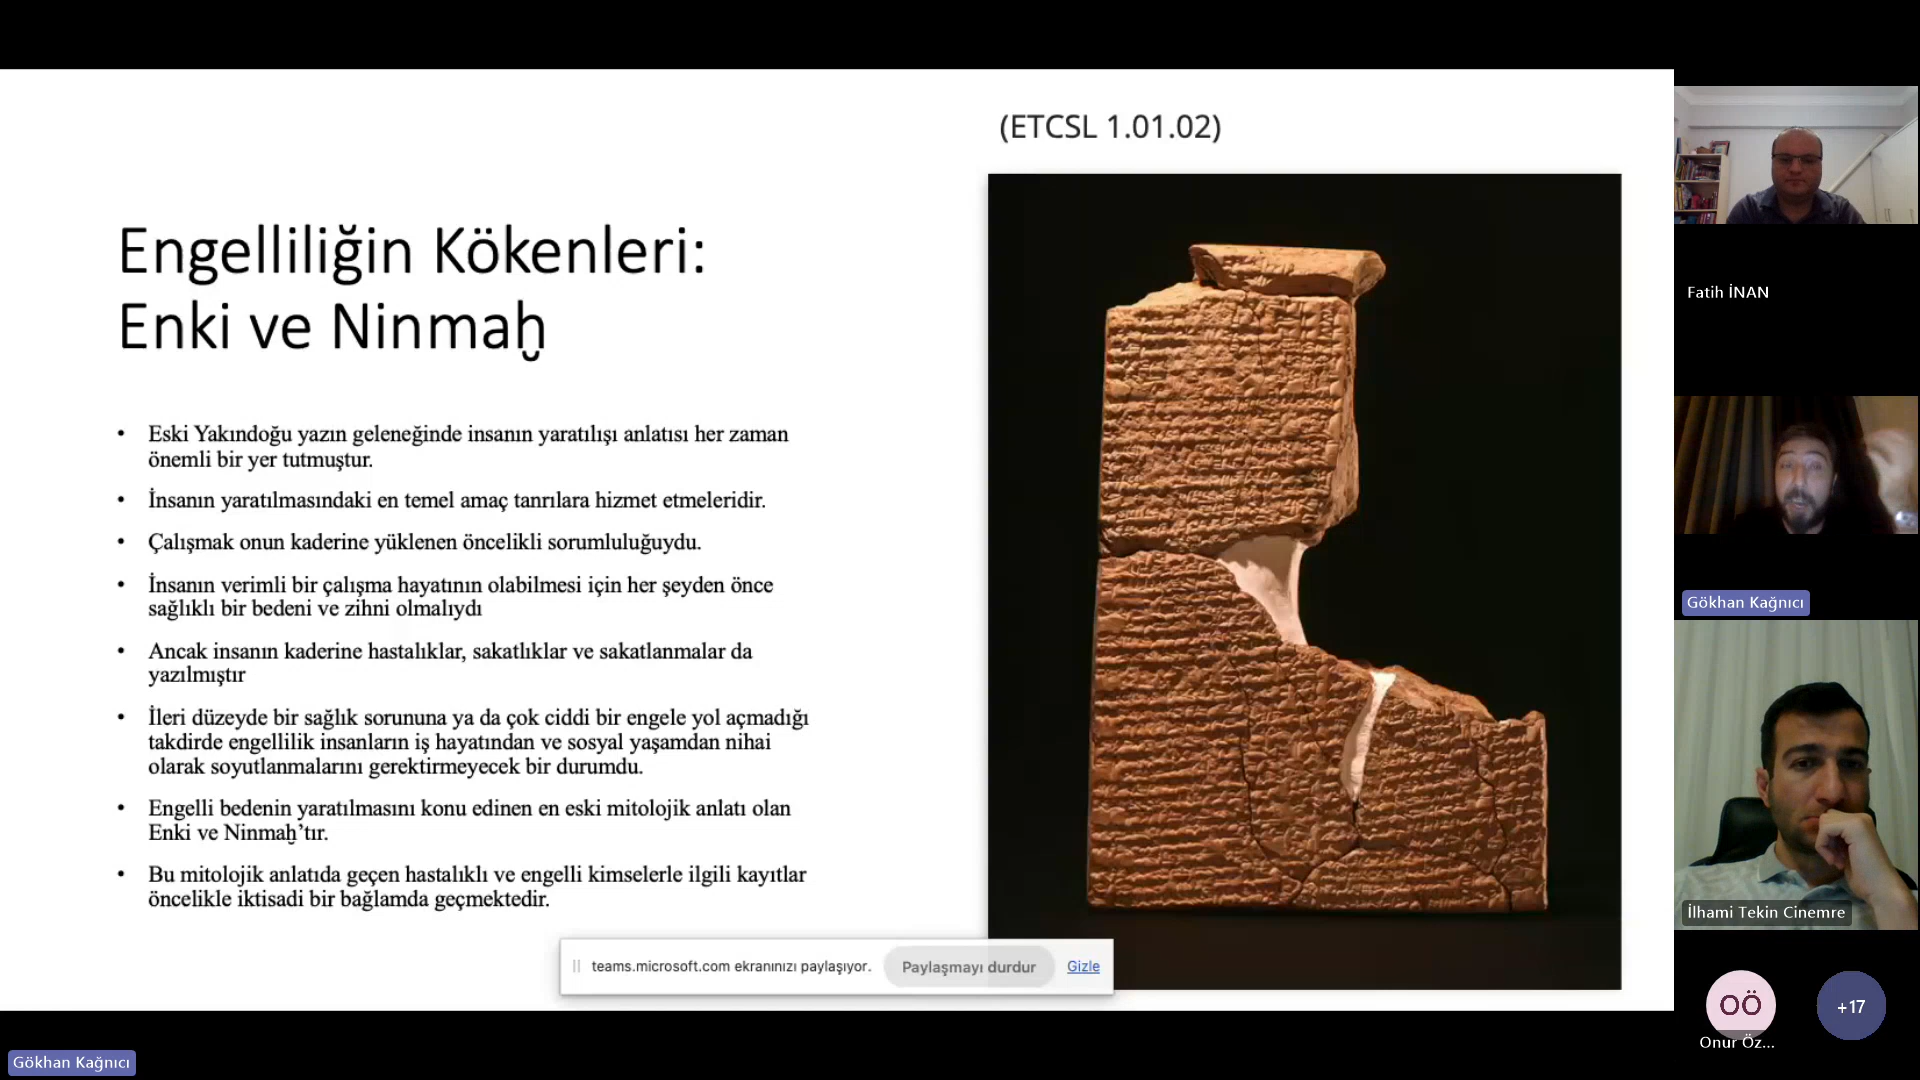 (ETCSL 1.01.02)
Engelliliğin Kökenleri:
Enki ve Ninmaḫ
• Eski Yakındoğu yazın geleneğinde insanın yaratılışı anlatısı her zaman
önemli bir yer tutmuştur.
• İnsanın yaratılmasındaki en temel amaç tanrılara hizmet etmeleridir.
• Çalışmak onun kaderine yüklenen öncelikli sorumluluğuydu.
• İnsanın verimli bir çalışma hayatının olabilmesi için her şeyden önce
sağlıklı bir bedeni ve zihni olmalıydı
• Ancak insanın kaderine hastalıklar, sakatlıklar ve sakatlanmalar da
yazılmıştır
• İleri düzeyde bir sağlık sorununa ya da çok ciddi bir engele yol açmadığı
takdirde engellilik insanların iş hayatından ve sosyal yaşamdan nihai
olarak soyutlanmalarını gerektirmeyecek bir durumdu.
• Engelli bedenin yaratılmasını konu edinen en eski mitolojik anlatı olan
Enki ve Ninmaḫ’tır.
• Bu mitolojik anlatıda geçen hastalıklı ve engelli kimselerle ilgili kayıtlar
öncelikle iktisadi bir bağlamda geçmektedir.
teams.microsoft.com ekranınızı paylaşıyor. Paylaşmayı durdur Gizle
Gökhan Kağnıcı
Fatih İNAN
Gökhan Kağnıcı
İlhami Tekin Cinemre
OÖ
Onur Öz...
+17